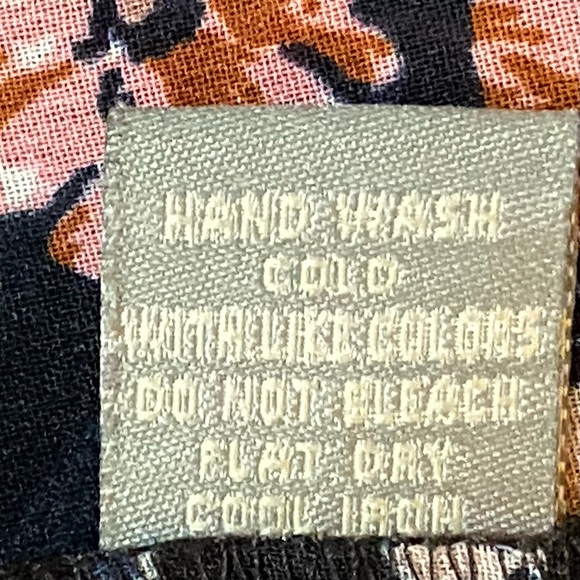 HAND WASH
COLD
WITH LIKE COLORS
DO NOT BLEACH
FLAT DRY
COOL IRON